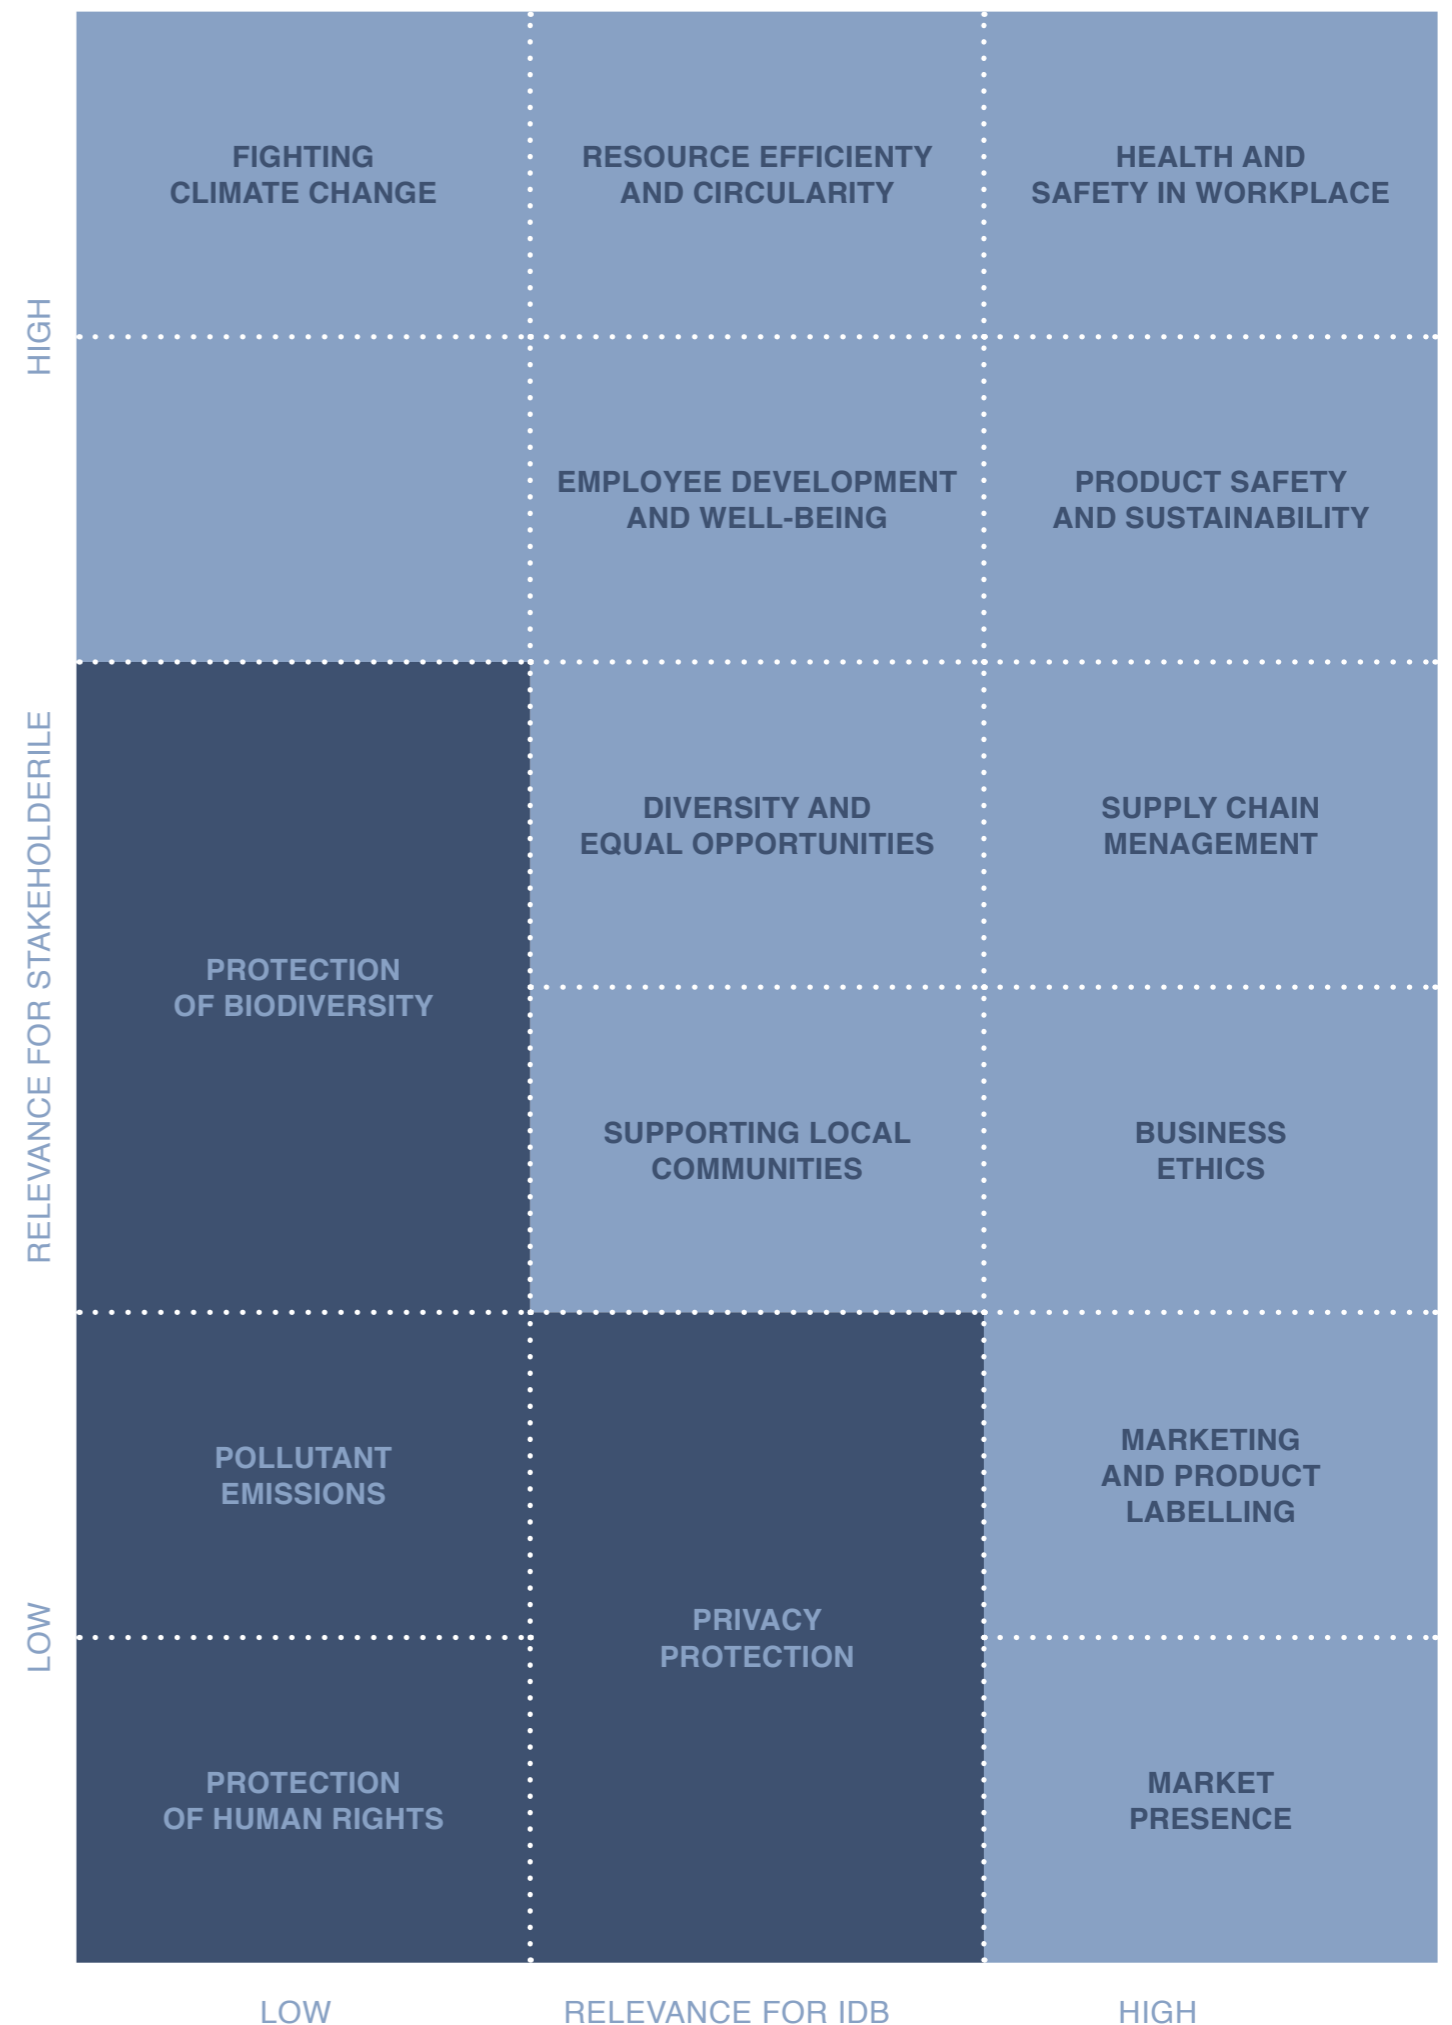 HIGH
RELEVANCE FOR STAKEHOLDERILE
LOW
FIGHTING
CLIMATE CHANGE
RESOURCE EFFICIENTY
AND CIRCULARITY
HEALTH AND
SAFETY IN WORKPLACE
EMPLOYEE DEVELOPMENT
AND WELL-BEING
PRODUCT SAFETY
AND SUSTAINABILITY
PROTECTION
OF BIODIVERSITY
DIVERSITY AND
EQUAL OPPORTUNITIES
SUPPLY CHAIN
MENAGEMENT
SUPPORTING LOCAL
COMMUNITIES
BUSINESS
ETHICS
POLLUTANT
EMISSIONS
PRIVACY
PROTECTION
MARKETING
AND PRODUCT
LABELLING
PROTECTION
OF HUMAN RIGHTS
MARKET
PRESENCE
LOW
RELEVANCE FOR IDB
HIGH